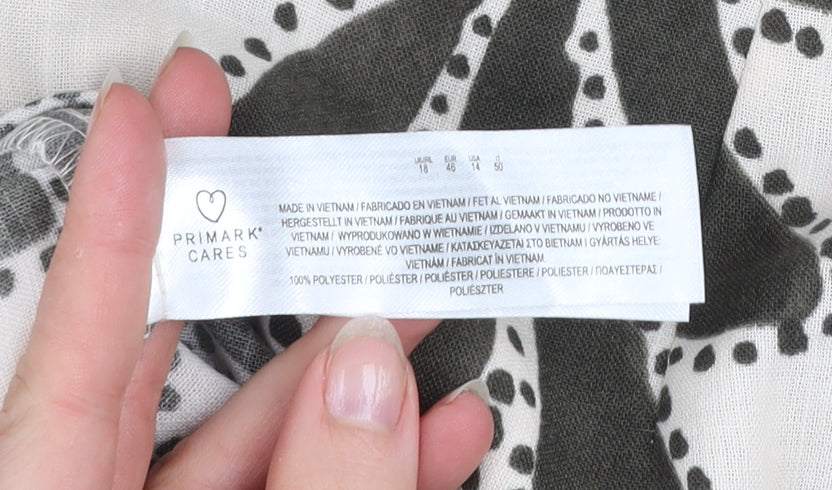 UK/IRL EUR USA IT
18 46 14 50
PRIMARK®
CARES
MADE IN VIETNAM / FABRICADO EN VIETNAM / FET AL VIETNAM / FABRICADO NO VIETNAME /
HERGESTELLT IN VIETNAM / FABRIQUE AU VIETNAM / GEMAAKT IN VIETNAM / PRODOTTO IN
VIETNAM / WYPRODUKOWANO W WIETNAMIE / IZDELANO V VIETNAMU / VYROBENO VE
VIETNAMU / VYROBENÉ VO VIETNAME / ΚΑΤΑΣΚΕΥΑΖΕΤΑΙ ΣΤΟ ΒΙΕΤΝΑΜ / GYÁRTÁS HELYE:
VIETNÁM / FABRICAT ÎN VIETNAM
100% POLYESTER / POLIÉSTER / POLIÈSTER / POLIESTERE / POLIESTER / ΠΟΛΥΕΣΤΕΡΑΣ /
POLIÉSZTER